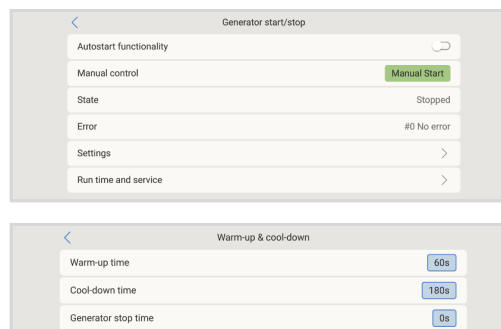 Generator start/stop
Autostart functionality
Manual control Manual Start
State Stopped
Error #0 No error
Settings
Run time and service
Warm-up & cool-down
Warm-up time 60s
Cool-down time 180s
Generator stop time 0s